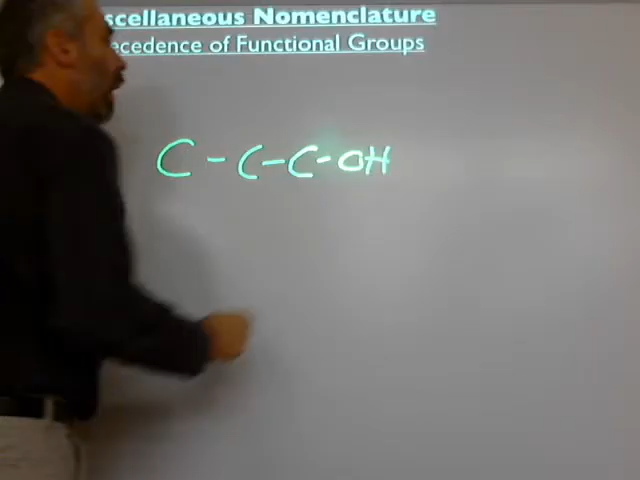 scellaneous Nomenclature
ecedence of Functional Groups
C - C - C - OH